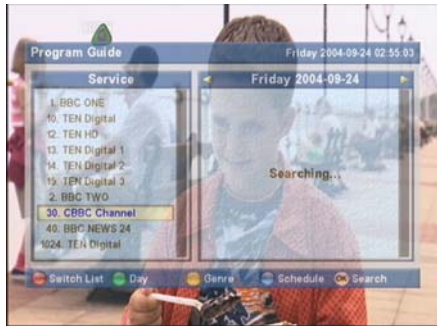 Program Guide
Friday 2004-09-24 02:55:03
Service
Friday 2004-09-24
1. BBC ONE
10. TEN Digital
12. TEN HD
13. TEN Digital 1
14. TEN Digital 2
15. TEN Digital 3
2. BBC TWO
30. CBBC Channel
40. BBC NEWS 24
1024. TEN Digital
Searching...
Switch List
Day
Genre
Schedule
OK Search